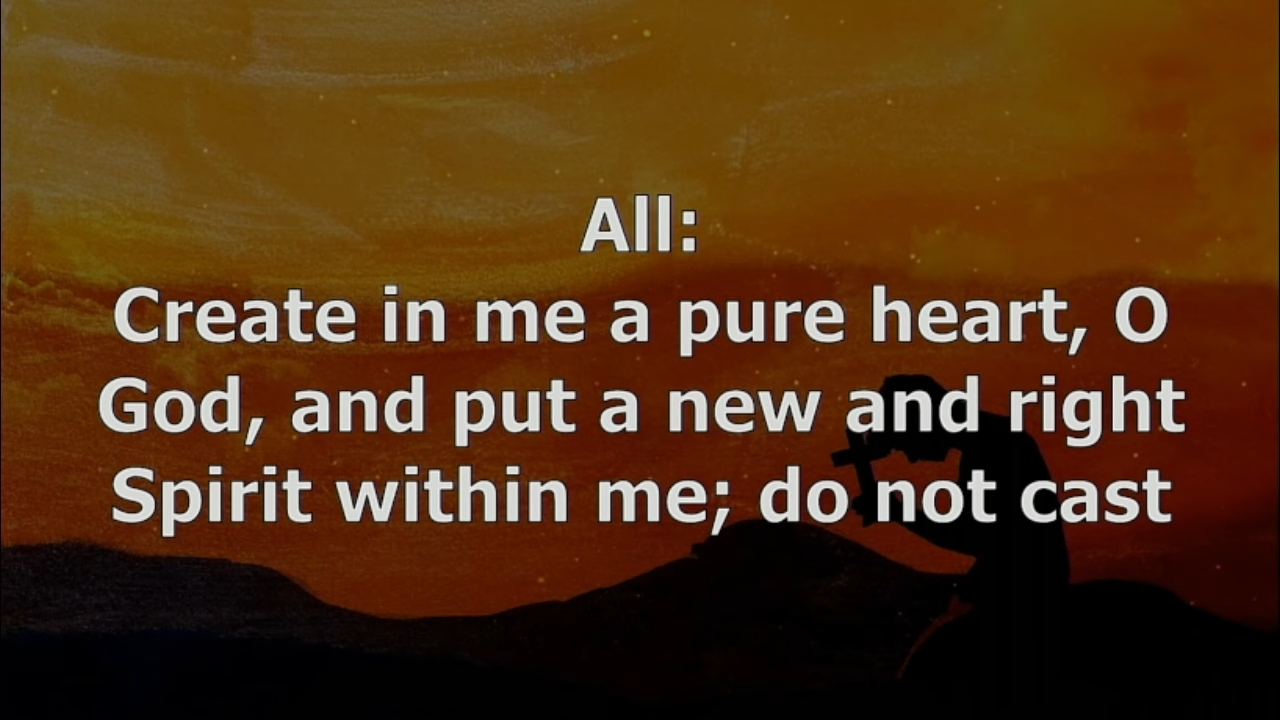 All:
Create in me a pure heart, O
God, and put a new and right
Spirit within me; do not cast